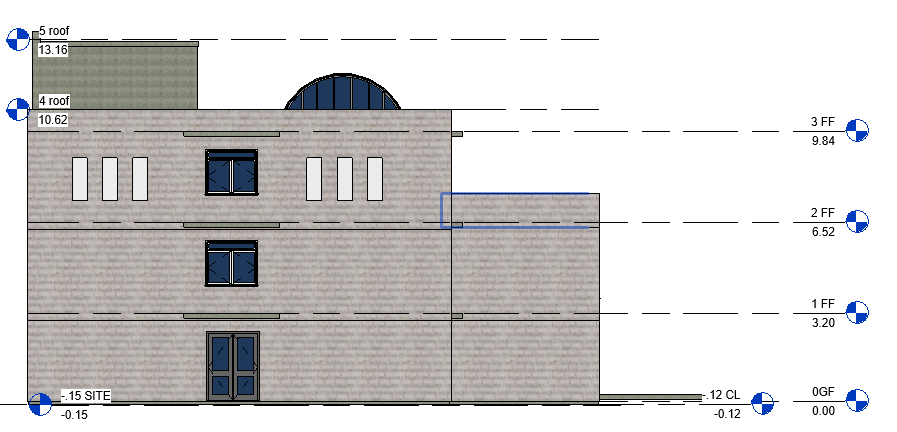 5 roof
13.16
4 roof
10.62
3 FF
9.84
2 FF
6.52
1 FF
3.20
-.15 SITE
-0.15
-.12 CL
-0.12
0GF
0.00